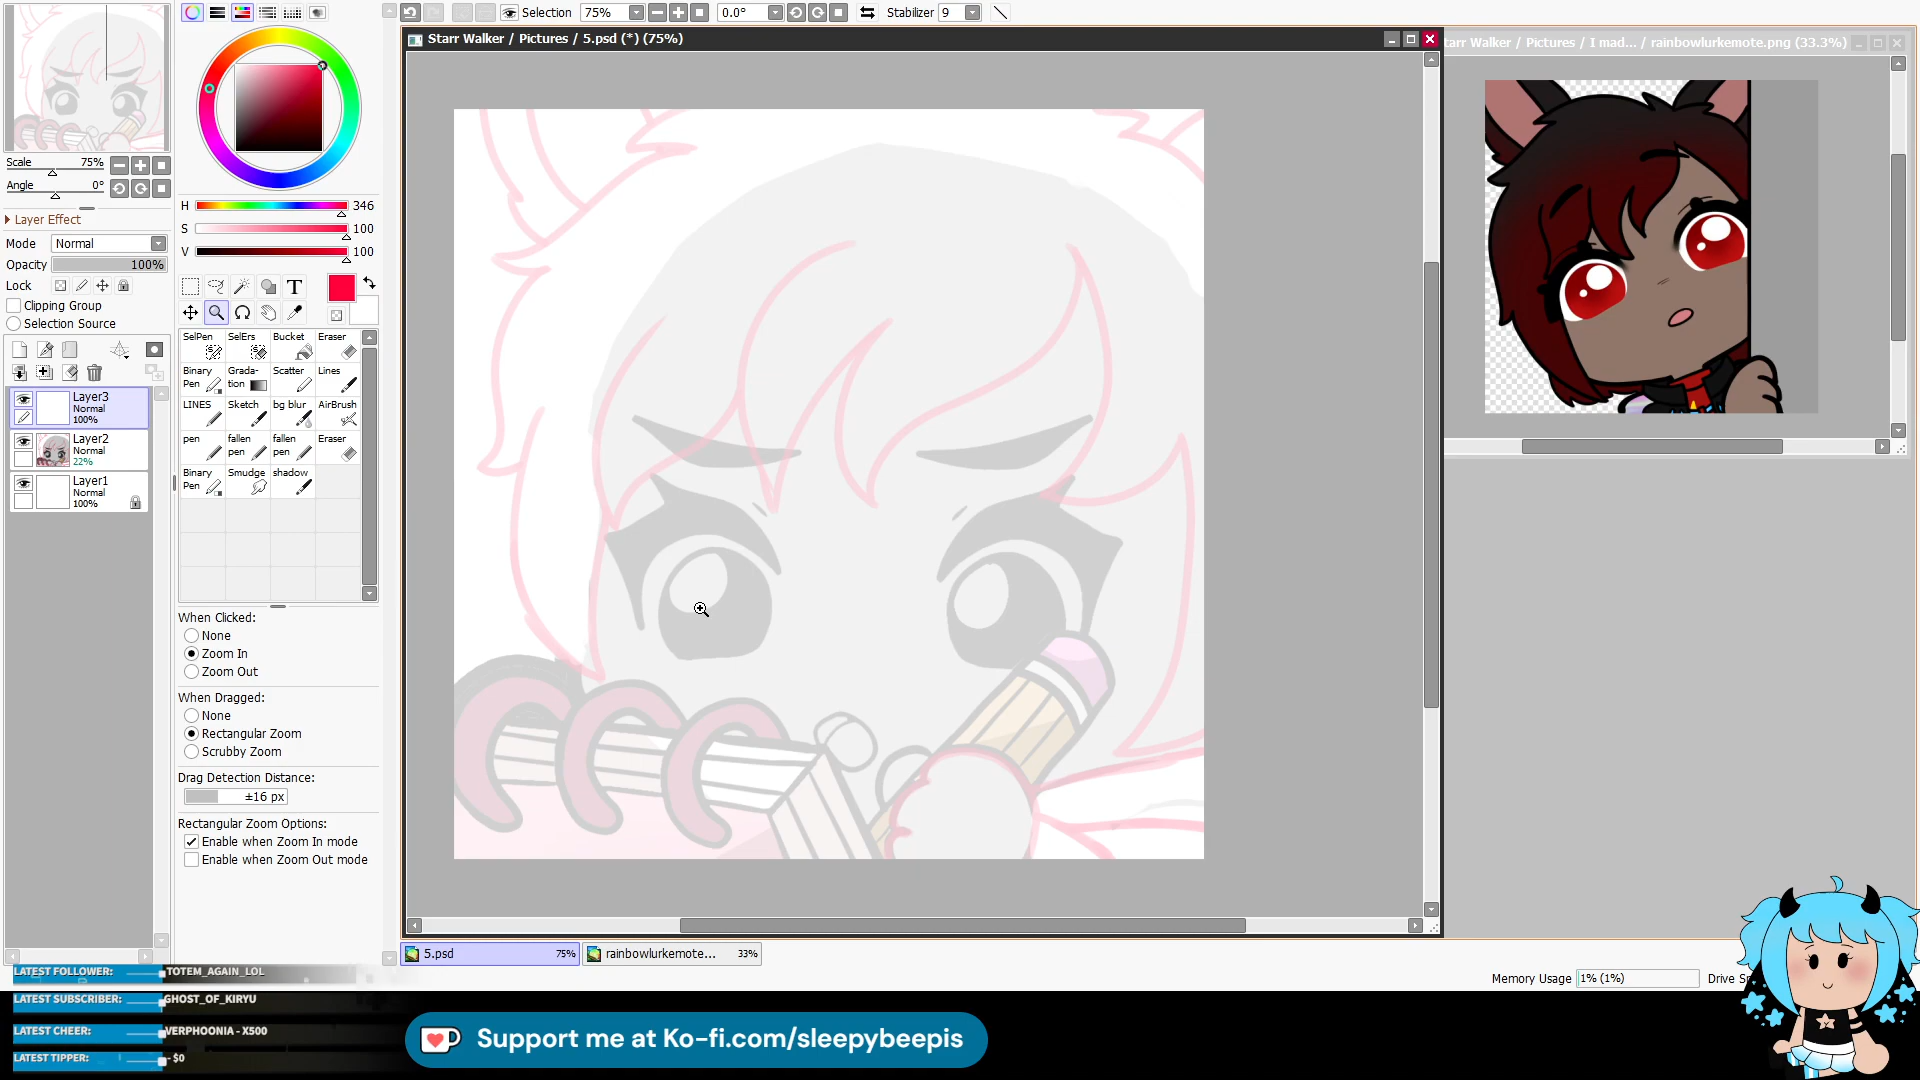 Selection
75%
0.0°
Stabilizer 9
Starr Walker / Pictures / 5.psd (*) (75%)
tarr Walker / Pictures / I mad... / rainbowlurkemote.png (33.3%)
Scale 75%
Angle 0°
Layer Effect
Mode Normal
Opacity 100%
Lock
Clipping Group
Selection Source
Layer3
Normal
100%
Layer2
Normal
22%
Layer1
Normal
100%
H 346
S 100
V 100
T
SelPen SelErs Bucket Eraser
Binary Pen Grada-tion Scatter Lines
LINES Sketch bg blur AirBrush
pen fallen pen fallen pen Eraser
Binary Pen Smudge shadow
When Clicked:
None
Zoom In
Zoom Out
When Dragged:
None
Rectangular Zoom
Scrubby Zoom
Drag Detection Distance:
±16 px
Rectangular Zoom Options:
Enable when Zoom In mode
Enable when Zoom Out mode
5.psd 75%
rainbowlurkemote... 33%
Memory Usage 1% (1%)
LATEST FOLLOWER: TOTEM_AGAIN_LOL
LATEST SUBSCRIBER: GHOST_OF_KIRYU
LATEST CHEER: VERPHOONIA - X500
LATEST TIPPER: - $0
Support me at Ko-fi.com/sleepybeepis